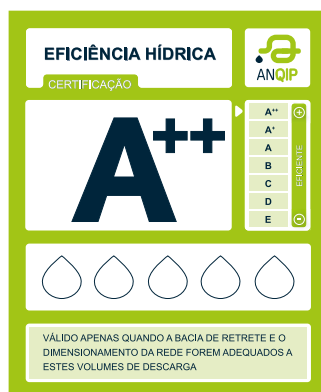 EFICIÊNCIA HÍDRICA
CERTIFICAÇÃO
ANQIP
A++
A++
A+
A
B
C
D
E
EFICIENTE
VÁLIDO APENAS QUANDO A BACIA DE RETRETE E O
DIMENSIONAMENTO DA REDE FOREM ADEQUADOS A
ESTES VOLUMES DE DESCARGA